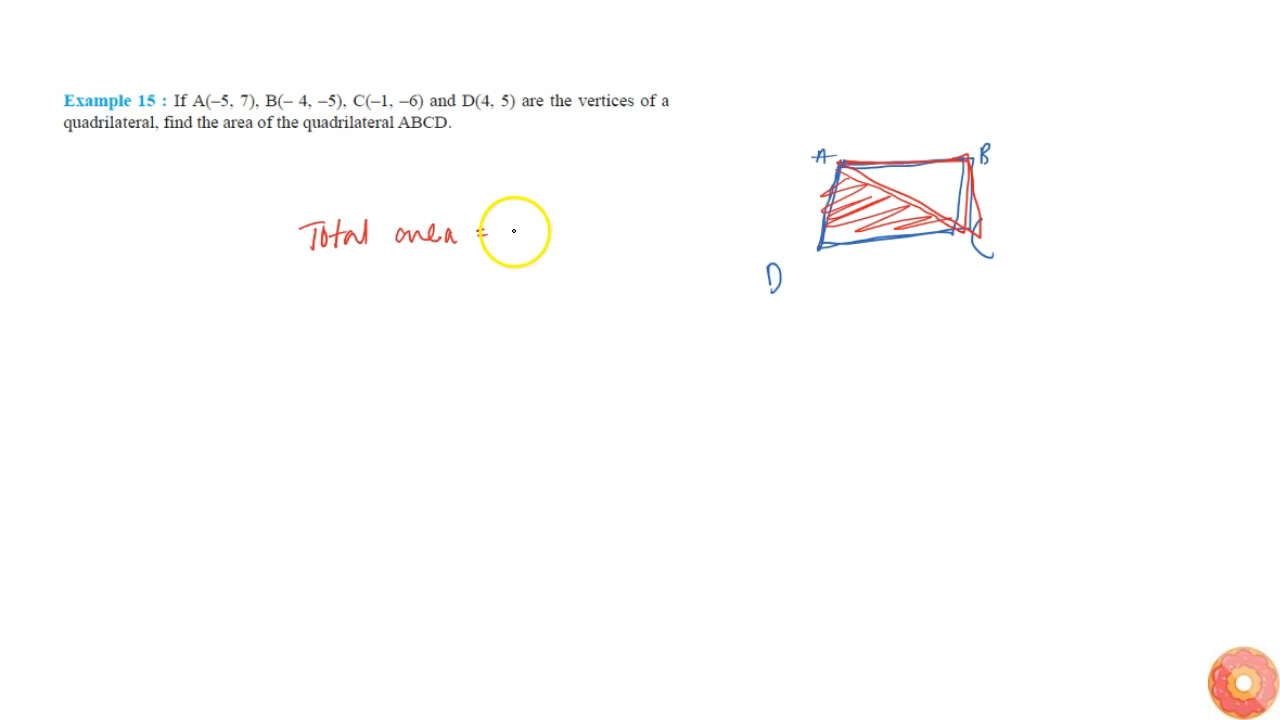 Example 15 : If A(–5, 7), B(– 4, –5), C(–1, –6) and D(4, 5) are the vertices of a
quadrilateral, find the area of the quadrilateral ABCD.
A B
Total area =
C
D